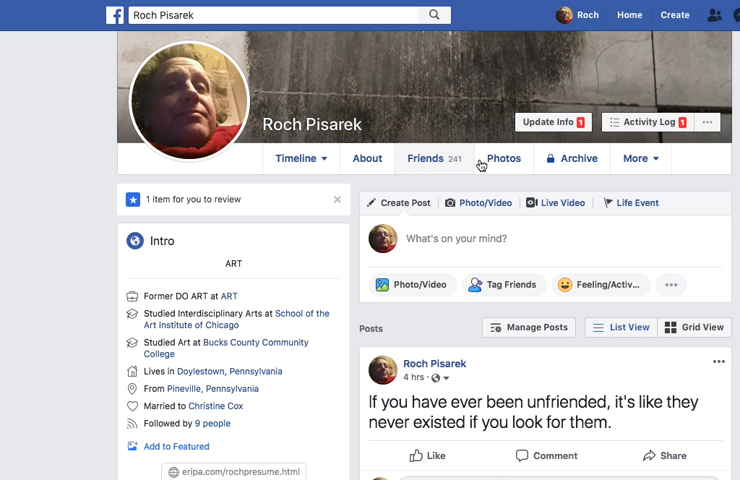 f Roch Pisarek
Roch Home Create
Roch Pisarek
Update Info 1 Activity Log 1 ...
Timeline About Friends 241 Photos Archive More
1 item for you to review
Create Post Photo/Video Live Video Life Event
What's on your mind?
Photo/Video Tag Friends Feeling/Activ... ...
Intro
ART
Former DO ART at ART
Studied Interdisciplinary Arts at School of the
Art Institute of Chicago
Studied Art at Bucks County Community
College
Lives in Doylestown, Pennsylvania
From Pineville, Pennsylvania
Married to Christine Cox
Followed by 9 people
Add to Featured
eripa.com/rochpresume.html
Posts Manage Posts List View Grid View
Roch Pisarek
4 hrs ·
If you have ever been unfriended, it's like they
never existed if you look for them.
Like Comment Share